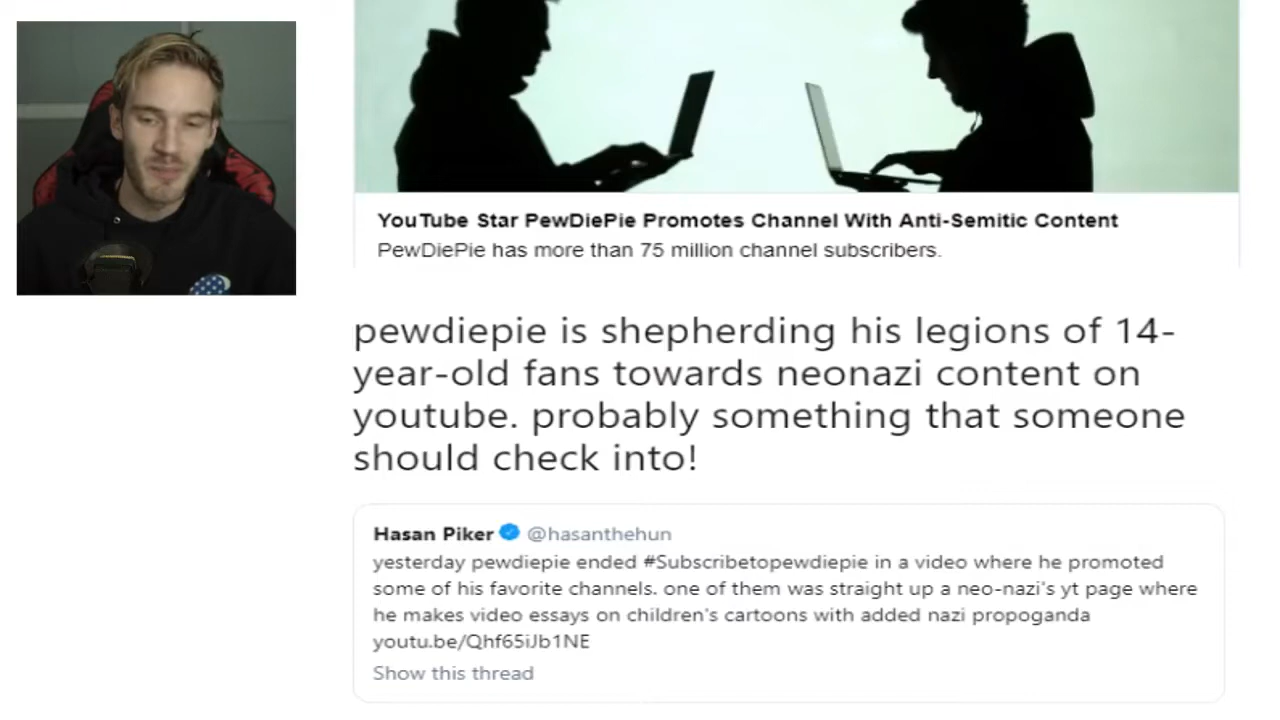 YouTube Star PewDiePie Promotes Channel With Anti-Semitic Content
PewDiePie has more than 75 million channel subscribers.
pewdiepie is shepherding his legions of 14-
year-old fans towards neonazi content on
youtube. probably something that someone
should check into!
Hasan Piker @hasanthehun
yesterday pewdiepie ended #Subscribetopewdiepie in a video where he promoted
some of his favorite channels. one of them was straight up a neo-nazi's yt page where
he makes video essays on children's cartoons with added nazi propoganda
youtu.be/Qhf65iJb1NE
Show this thread